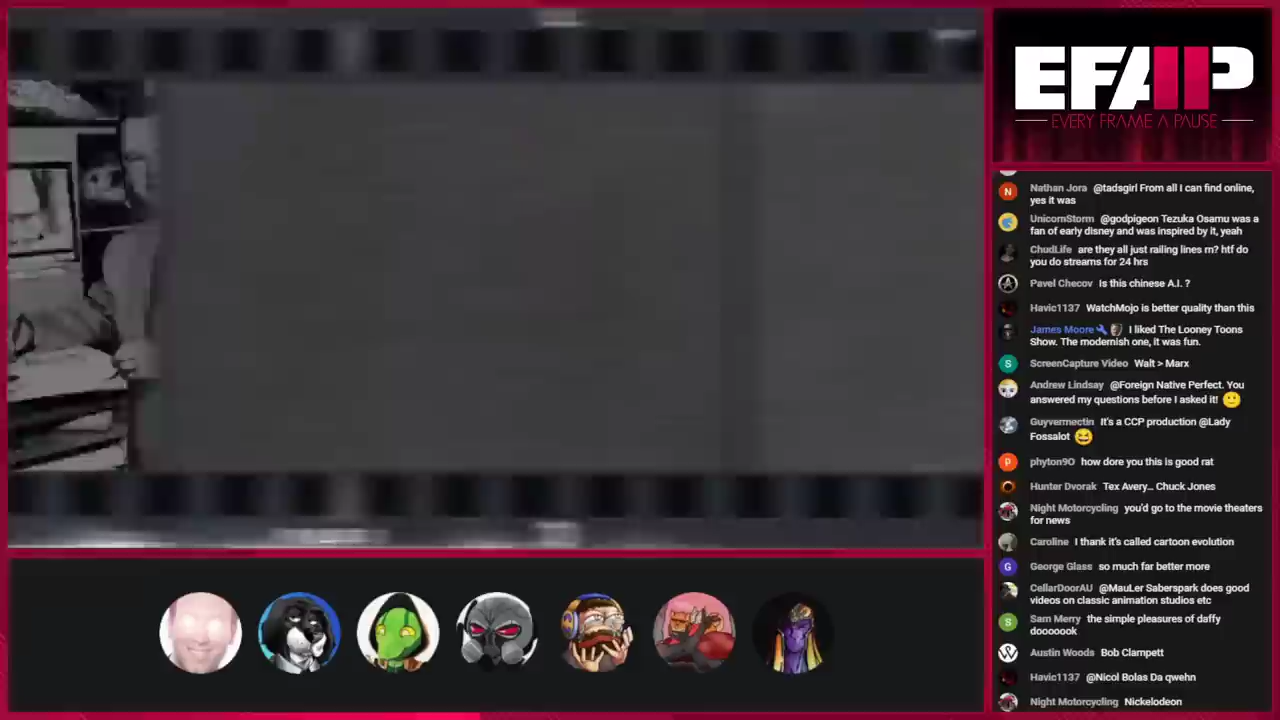 EFAP
EVERY FRAME A PAUSE
N
Nathan Jora @tadsgirl From all I can find online,
yes it was
UnicornStorm @godpigeon Tezuka Osamu was a
fan of early disney and was inspired by it, yeah
ChudLife are they all just railing lines rn? htf do
you do streams for 24 hrs
Pavel Checov Is this chinese A.I. ?
Havic1137 WatchMojo is better quality than this
James Moore I liked The Looney Toons
Show. The modernish one, it was fun.
S
ScreenCapture Video Walt > Marx
Andrew Lindsay @Foreign Native Perfect. You
answered my questions before I asked it! 🙂
Guyvermectin It's a CCP production @Lady
Fossalot 😆
P
phyton90 how dore you this is good rat
Hunter Dvorak Tex Avery... Chuck Jones
Night Motorcycling you'd go to the movie theaters
for news
Caroline I think it's called cartoon evolution
G
George Glass so much far better more
CellarDoorAU @MauLer Saberspark does good
videos on classic animation studios etc
S
Sam Merry the simple pleasures of daffy
dooooook
Austin Woods Bob Clampett
Havic1137 @Nicol Bolas Da qwehn
Night Motorcycling Nickelodeon